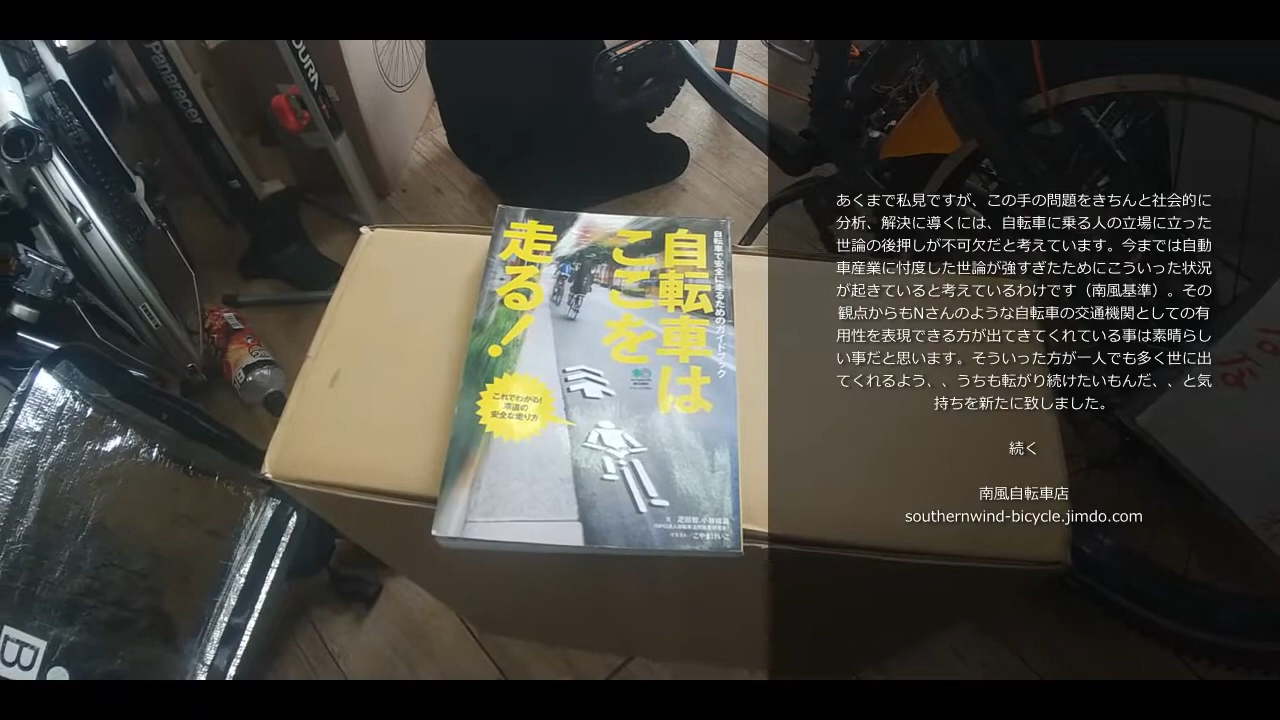 Panaracer
DURA
自転車で安全に走るためのガイドブック
自転車は
ここを
走る!
これでわかる!
車道の
安全な走り方
こやまけいこ
B
あくまで私見ですが、この手の問題をきちんと社会的に
分析、解決に導くには、自転車に乗る人の立場に立った
世論の後押しが不可欠だと考えています。今までは自動
車産業に忖度した世論が強すぎたためにこういった状況
が起きていると考えているわけです（南風基準）。その
観点からもNさんのような自転車の交通機関としての有
用性を表現できる方が出てきてくれている事は素晴らし
い事だと思います。そういった方が一人でも多く世に出
てくれるよう、、うちも転がり続けたいもんだ、、と気
持ちを新たに致しました。
続く
南風自転車店
southernwind-bicycle.jimdo.com